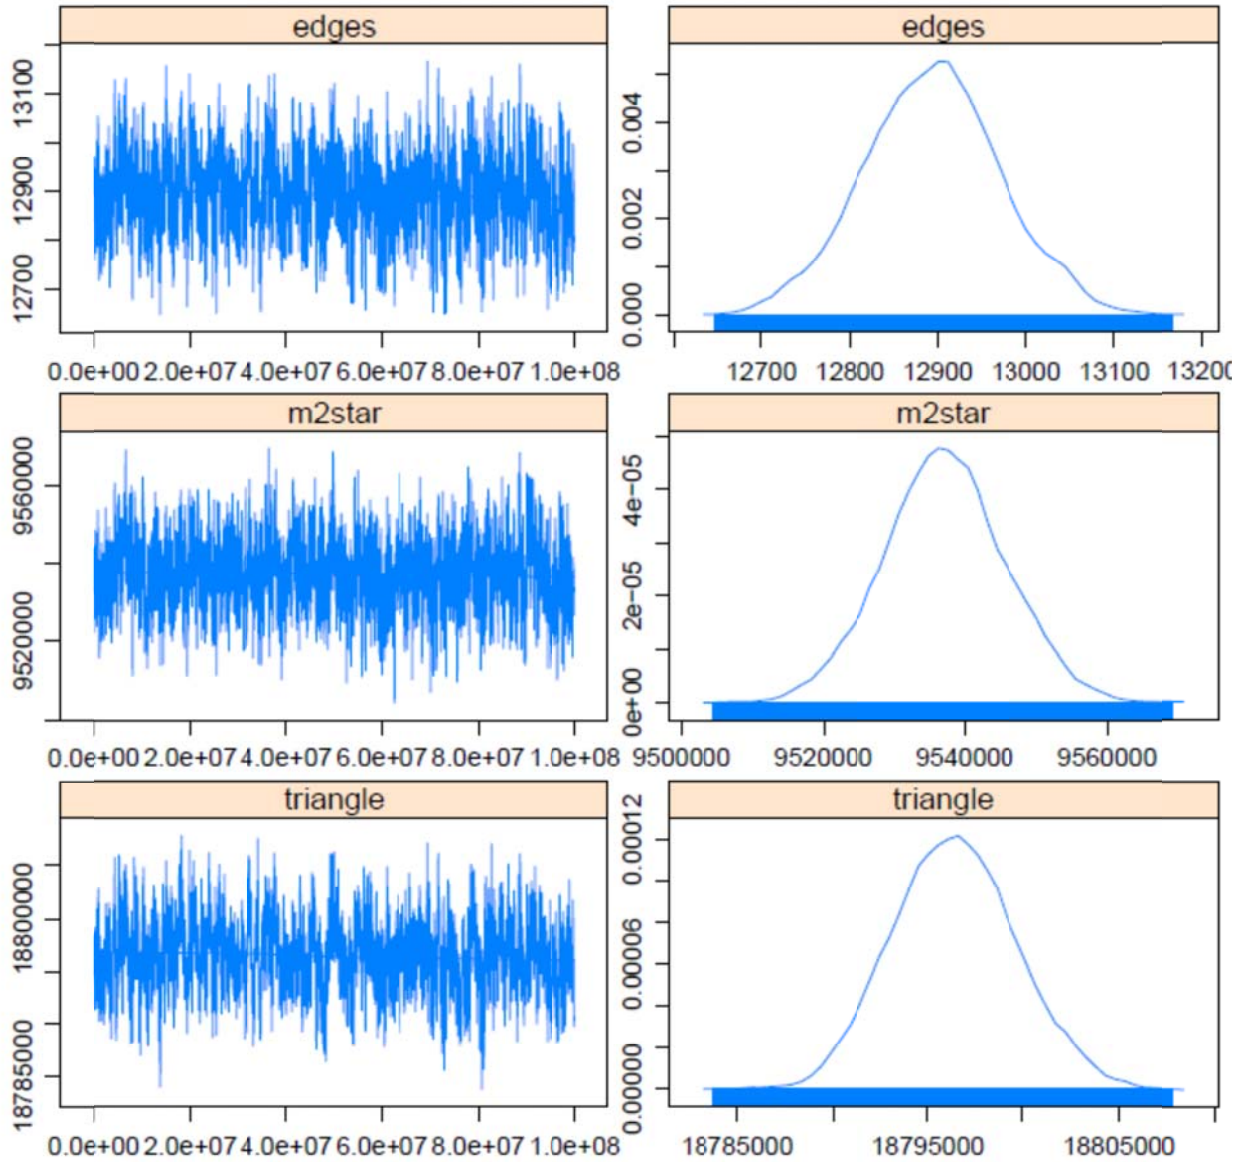 edges
edges
13100
12900
12700
0.004
0.002
0.000
0.0e+00 2.0e+07 4.0e+07 6.0e+07 8.0e+07 1.0e+08
12700 12800 12900 13000 13100 13200
m2star
m2star
9560000
9520000
4e−05
2e−05
0e+00
0.0e+00 2.0e+07 4.0e+07 6.0e+07 8.0e+07 1.0e+08
9500000 9520000 9540000 9560000
triangle
triangle
18800000
18785000
0.00012
0.00006
0.00000
0.0e+00 2.0e+07 4.0e+07 6.0e+07 8.0e+07 1.0e+08
18785000 18795000 18805000